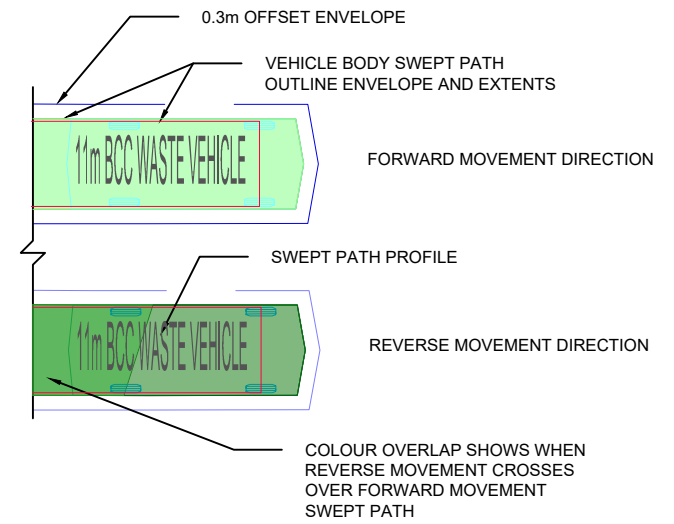 0.3m OFFSET ENVELOPE
VEHICLE BODY SWEPT PATH
OUTLINE ENVELOPE AND EXTENTS
11m BCC WASTE VEHICLE
FORWARD MOVEMENT DIRECTION
SWEPT PATH PROFILE
11m BCC WASTE VEHICLE
REVERSE MOVEMENT DIRECTION
COLOUR OVERLAP SHOWS WHEN
REVERSE MOVEMENT CROSSES
OVER FORWARD MOVEMENT
SWEPT PATH